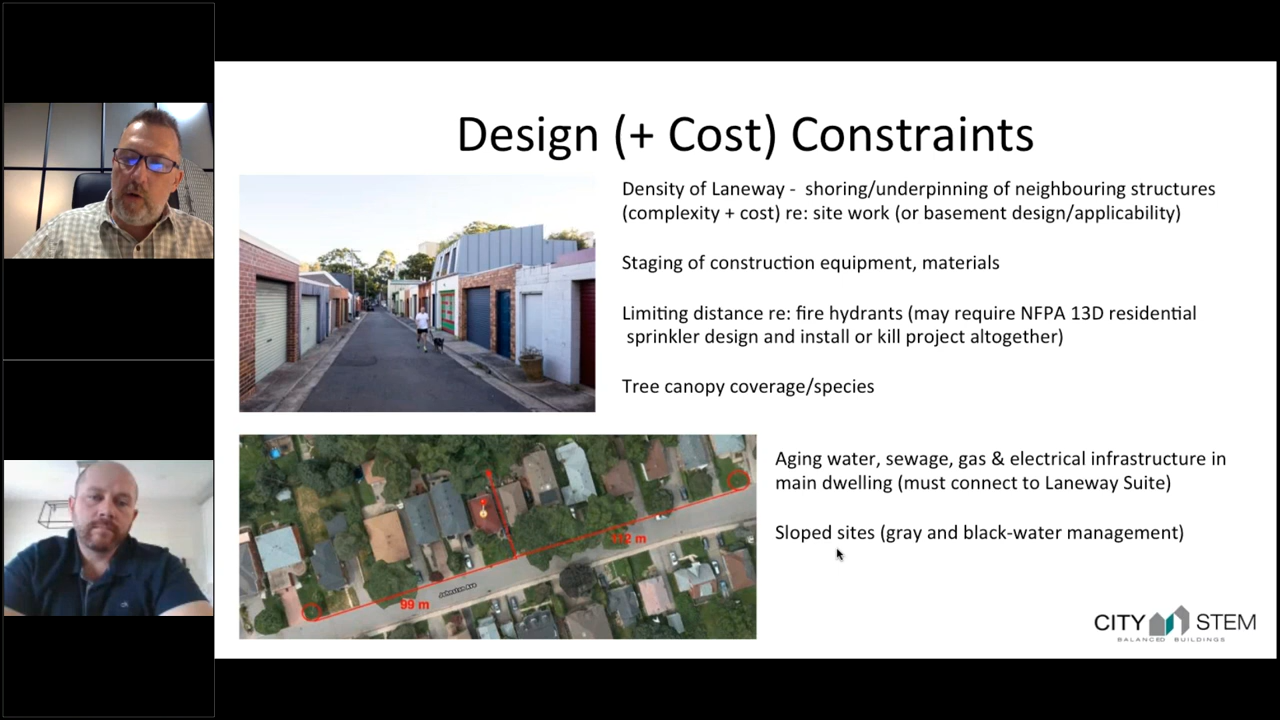 Design (+ Cost) Constraints
Density of Laneway - shoring/underpinning of neighbouring structures
(complexity + cost) re: site work (or basement design/applicability)
Staging of construction equipment, materials
Limiting distance re: fire hydrants (may require NFPA 13D residential
sprinkler design and install or kill project altogether)
Tree canopy coverage/species
Aging water, sewage, gas & electrical infrastructure in
main dwelling (must connect to Laneway Suite)
Sloped sites (gray and black-water management)
112 m
Johnston Ave
99 m
CITY STEM
BALANCED BUILDINGS